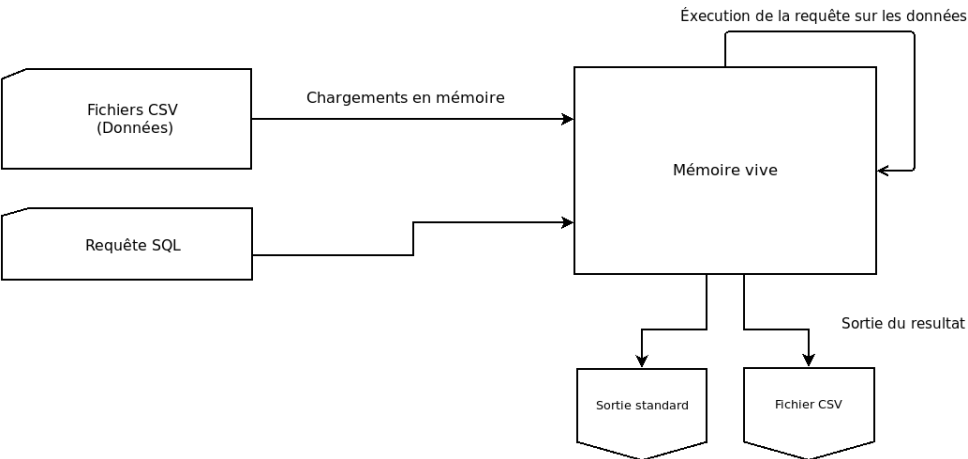 Éxecution de la requête sur les données
Fichiers CSV
(Données)
Chargements en mémoire
Mémoire vive
Requête SQL
Sortie du resultat
Sortie standard
Fichier CSV